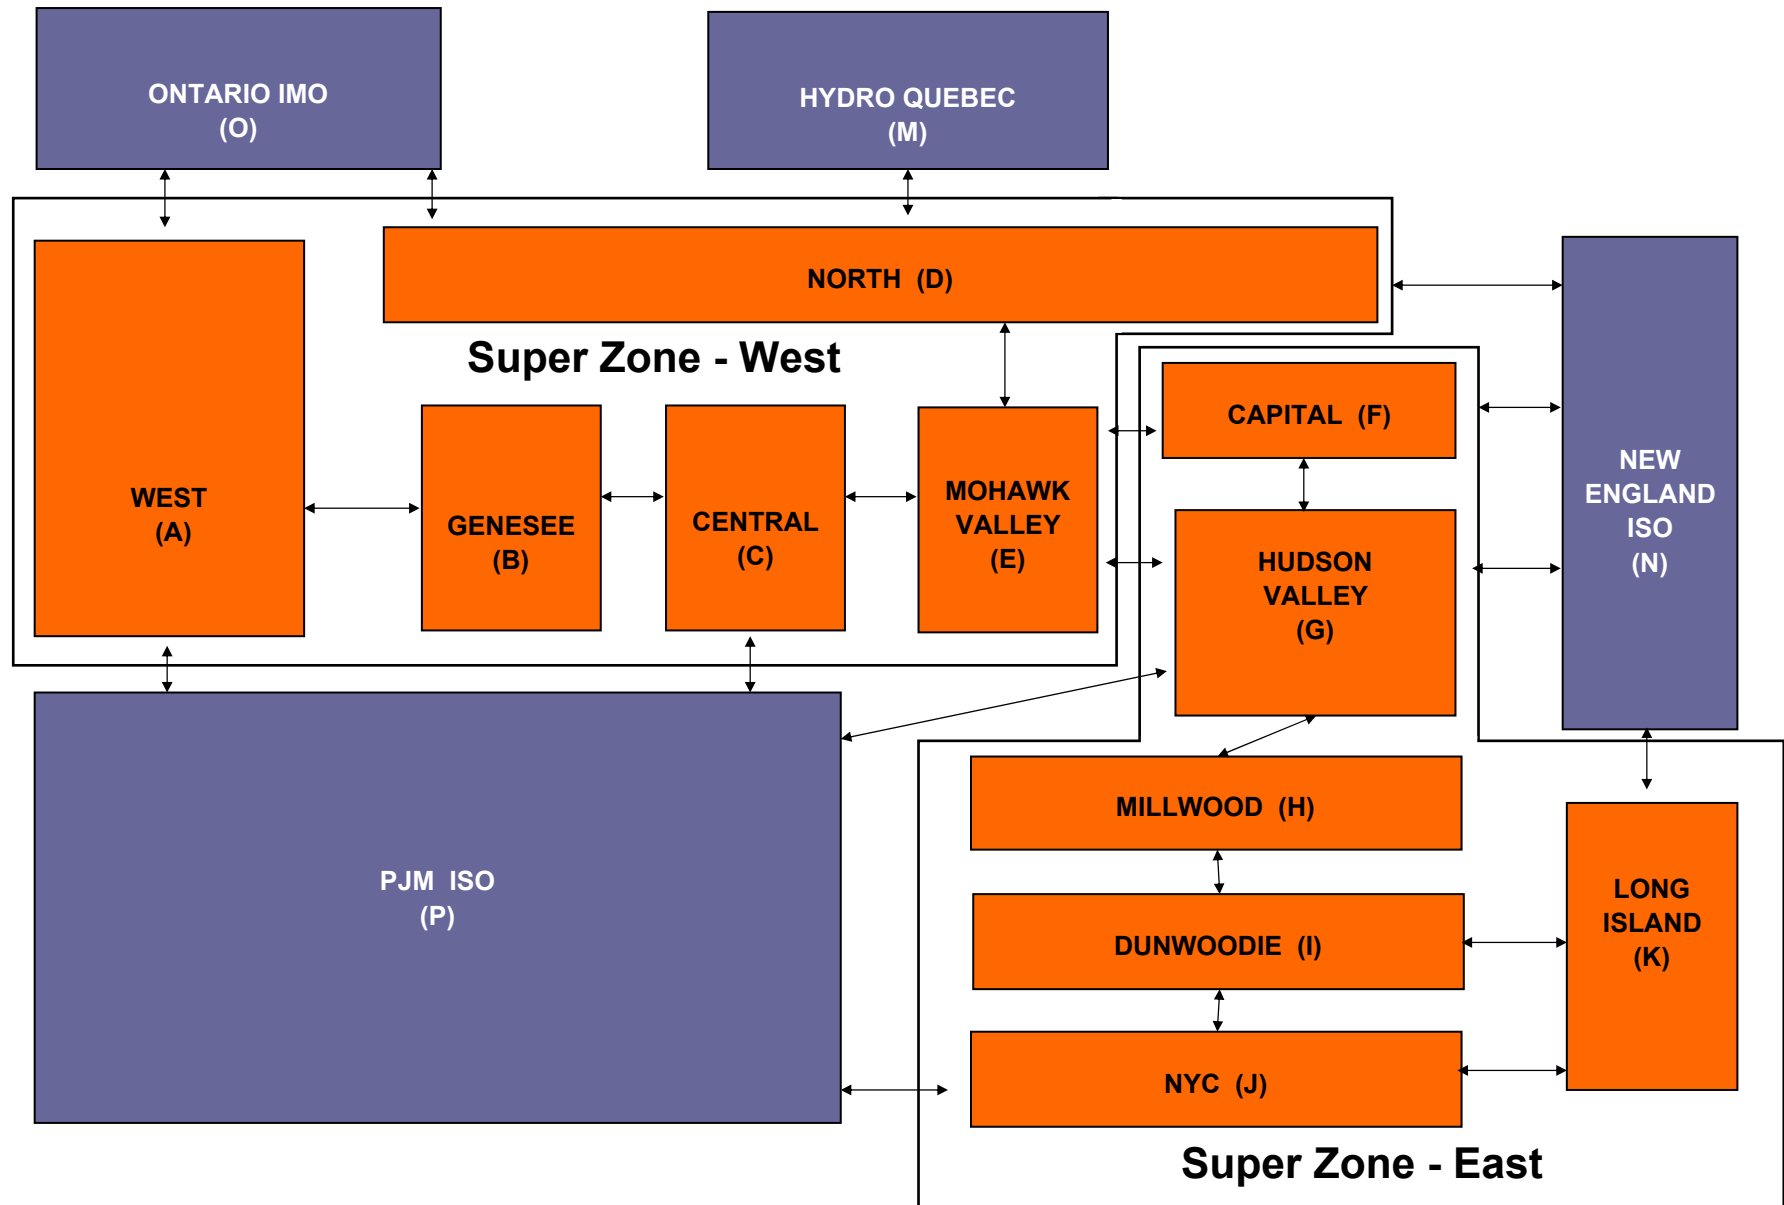 ONTARIO IMO
(O)
HYDRO QUEBEC
(M)
NORTH (D)
Super Zone - West
WEST
(A)
GENESEE
(B)
CENTRAL
(C)
MOHAWK
VALLEY
(E)
CAPITAL (F)
HUDSON
VALLEY
(G)
NEW
ENGLAND
ISO
(N)
PJM ISO
(P)
MILLWOOD (H)
DUNWOODIE (I)
NYC (J)
LONG
ISLAND
(K)
Super Zone - East